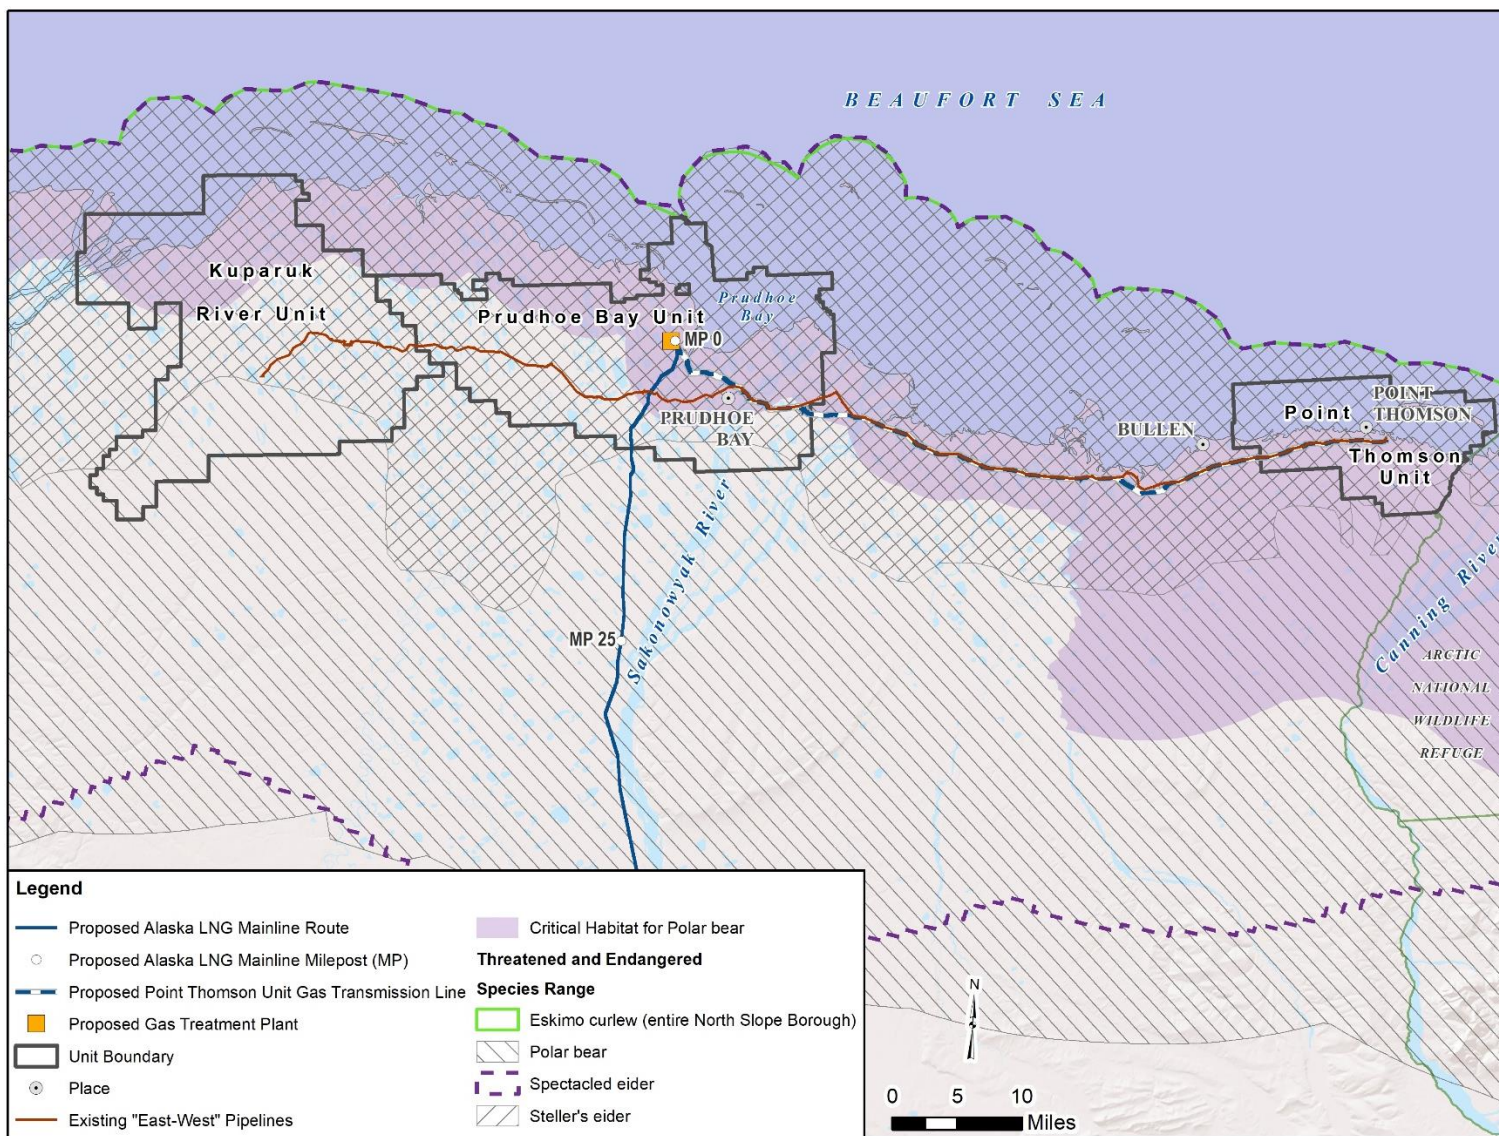 BEAUFORT SEA
Kuparuk
River Unit
Prudhoe Bay Unit
Prudhoe
Bay
MP 0
PRUDHOE
BAY
BULLEN
Point
Thomson
Unit
POINT
THOMSON
Sakonowyak River
MP 25
Canning River
ARCTIC
NATIONAL
WILDLIFE
REFUGE
Legend
Proposed Alaska LNG Mainline Route
Proposed Alaska LNG Mainline Milepost (MP)
Proposed Point Thomson Unit Gas Transmission Line
Proposed Gas Treatment Plant
Unit Boundary
Place
Existing "East-West" Pipelines
Critical Habitat for Polar bear
Threatened and Endangered
Species Range
Eskimo curlew (entire North Slope Borough)
Polar bear
Spectacled eider
Steller's eider
N
0 5 10
Miles